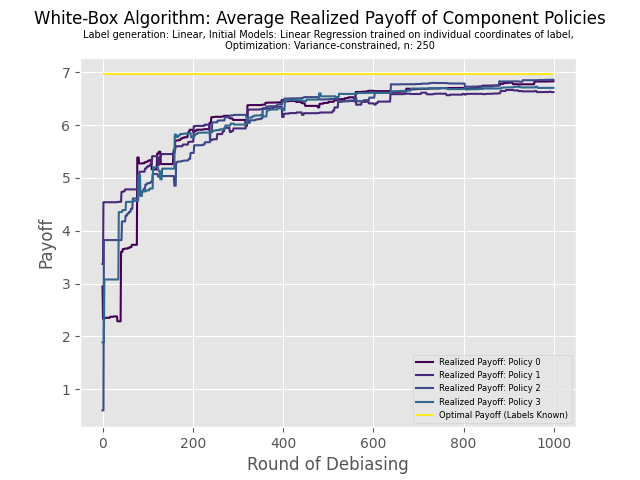 White-Box Algorithm: Average Realized Payoff of Component Policies
Label generation: Linear, Initial Models: Linear Regression trained on individual coordinates of label,
Optimization: Variance-constrained, n: 250
7
6
5
4
3
2
1
Payoff
0
200
400
600
800
1000
Round of Debiasing
Realized Payoff: Policy 0
Realized Payoff: Policy 1
Realized Payoff: Policy 2
Realized Payoff: Policy 3
Optimal Payoff (Labels Known)